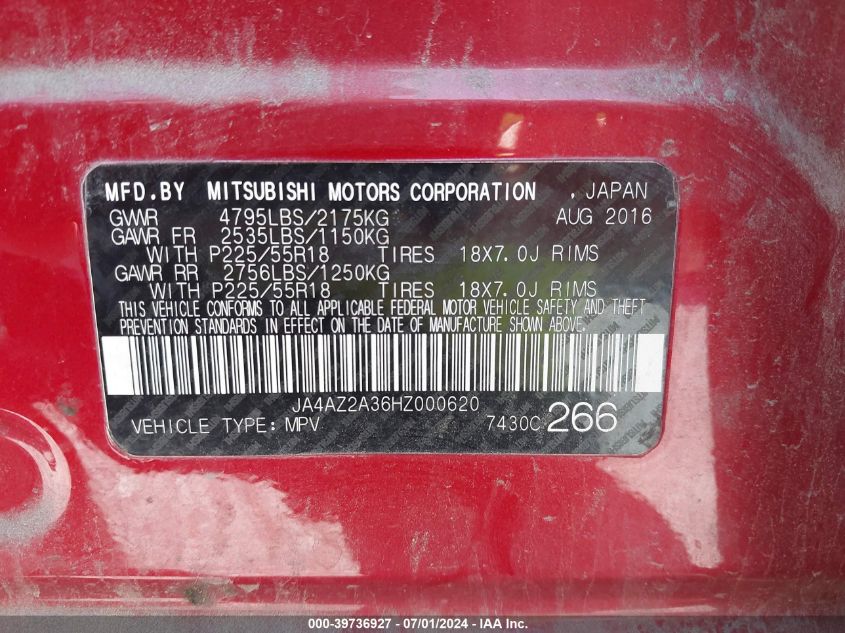 MFD.BY MITSUBISHI MOTORS CORPORATION , JAPAN
GVWR 4795LBS/2175KG AUG 2016
GAWR FR 2535LBS/1150KG
WITH P225/55R18 TIRES 18X7.0J RIMS
GAWR RR 2756LBS/1250KG
WITH P225/55R18 TIRES 18X7.0J RIMS
THIS VEHICLE CONFORMS TO ALL APPLICABLE FEDERAL MOTOR VEHICLE SAFETY AND THEFT
PREVENTION STANDARDS IN EFFECT ON THE DATE OF MANUFACTURE SHOWN ABOVE.
JA4AZ2A36HZ000620
VEHICLE TYPE: MPV 7430C 266
000-39736927 / 07/01/2024 - IAA, Inc.